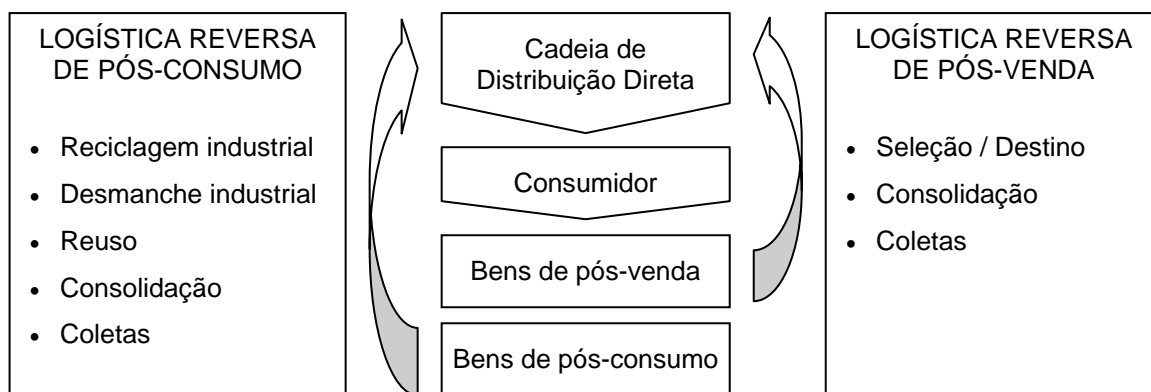 LOGÍSTICA REVERSA
DE PÓS-CONSUMO
• Reciclagem industrial
• Desmanche industrial
• Reuso
• Consolidação
• Coletas
Cadeia de
Distribuição Direta
Consumidor
Bens de pós-venda
Bens de pós-consumo
LOGÍSTICA REVERSA
DE PÓS-VENDA
• Seleção / Destino
• Consolidação
• Coletas